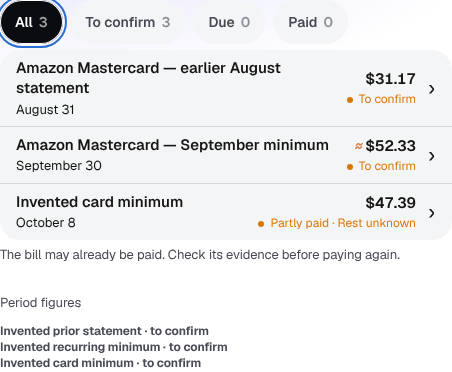 All 3 To confirm 3 Due 0 Paid 0
Amazon Mastercard — earlier August
statement
$31.17
August 31
To confirm
Amazon Mastercard — September minimum
≈$52.33
September 30
To confirm
Invented card minimum
$47.39
October 8
Partly paid · Rest unknown
The bill may already be paid. Check its evidence before paying again.
Period figures
Invented prior statement · to confirm
Invented recurring minimum · to confirm
Invented card minimum · to confirm